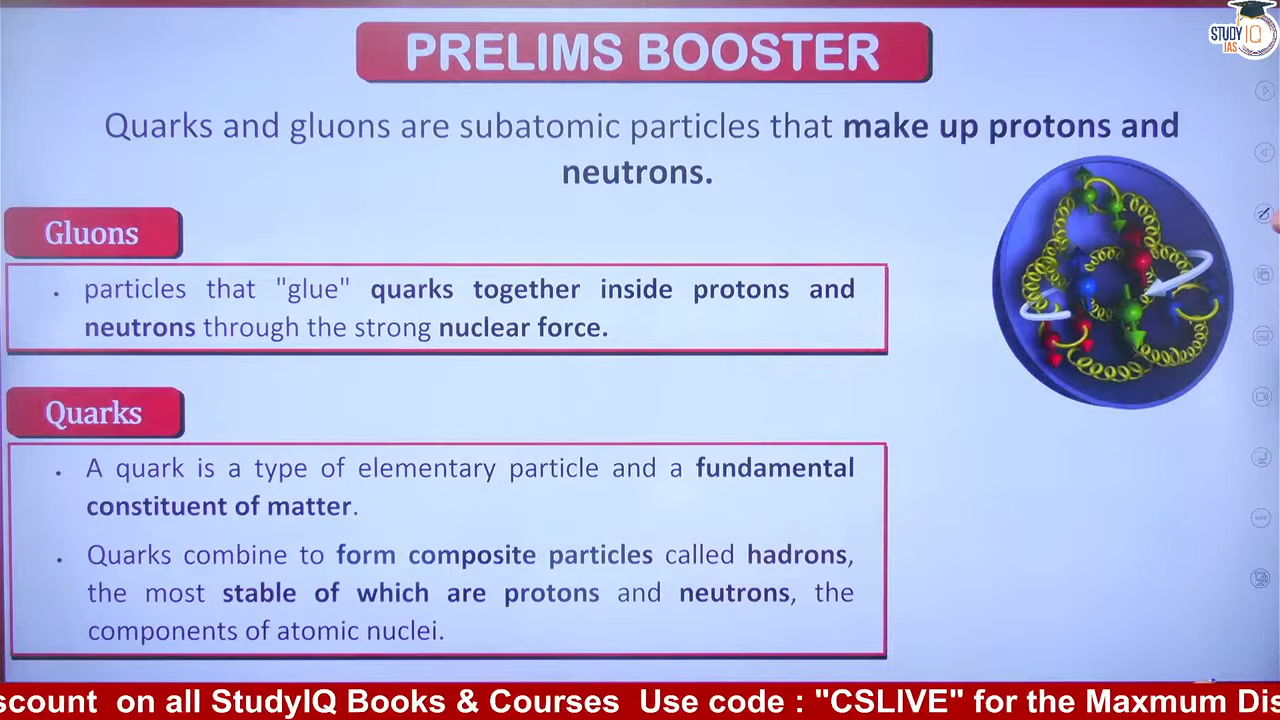 STUDY IQ
IAS
PRELIMS BOOSTER
Quarks and gluons are subatomic particles that make up protons and
neutrons.
Gluons
• particles that "glue" quarks together inside protons and
neutrons through the strong nuclear force.
Quarks
• A quark is a type of elementary particle and a fundamental
constituent of matter.
• Quarks combine to form composite particles called hadrons,
the most stable of which are protons and neutrons, the
components of atomic nuclei.
scount on all StudyIQ Books & Courses Use code : "CSLIVE" for the Maxmum Dis